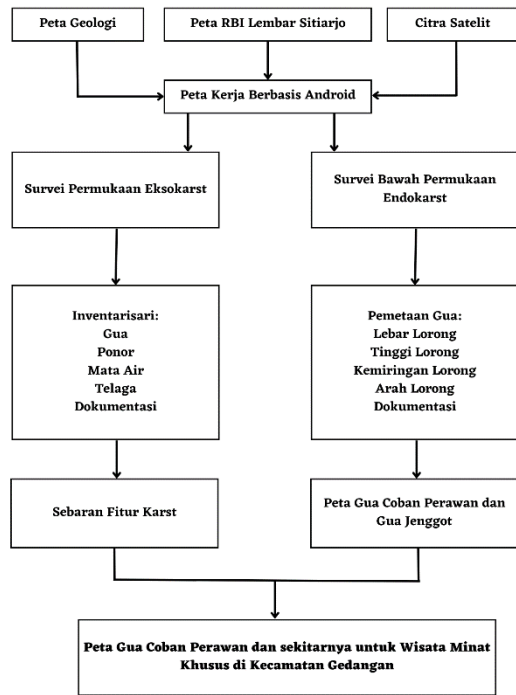 Peta Geologi
Peta RBI Lembar Sitiarjo
Citra Satelit
Peta Kerja Berbasis Android
Survei Permukaan Eksokarst
Survei Bawah Permukaan
Endokarst
Inventarisari:
Gua
Ponor
Mata Air
Telaga
Dokumentasi
Pemetaan Gua:
Lebar Lorong
Tinggi Lorong
Kemiringan Lorong
Arah Lorong
Dokumentasi
Sebaran Fitur Karst
Peta Gua Coban Perawan dan
Gua Jenggot
Peta Gua Coban Perawan dan sekitarnya untuk Wisata Minat
Khusus di Kecamatan Gedangan